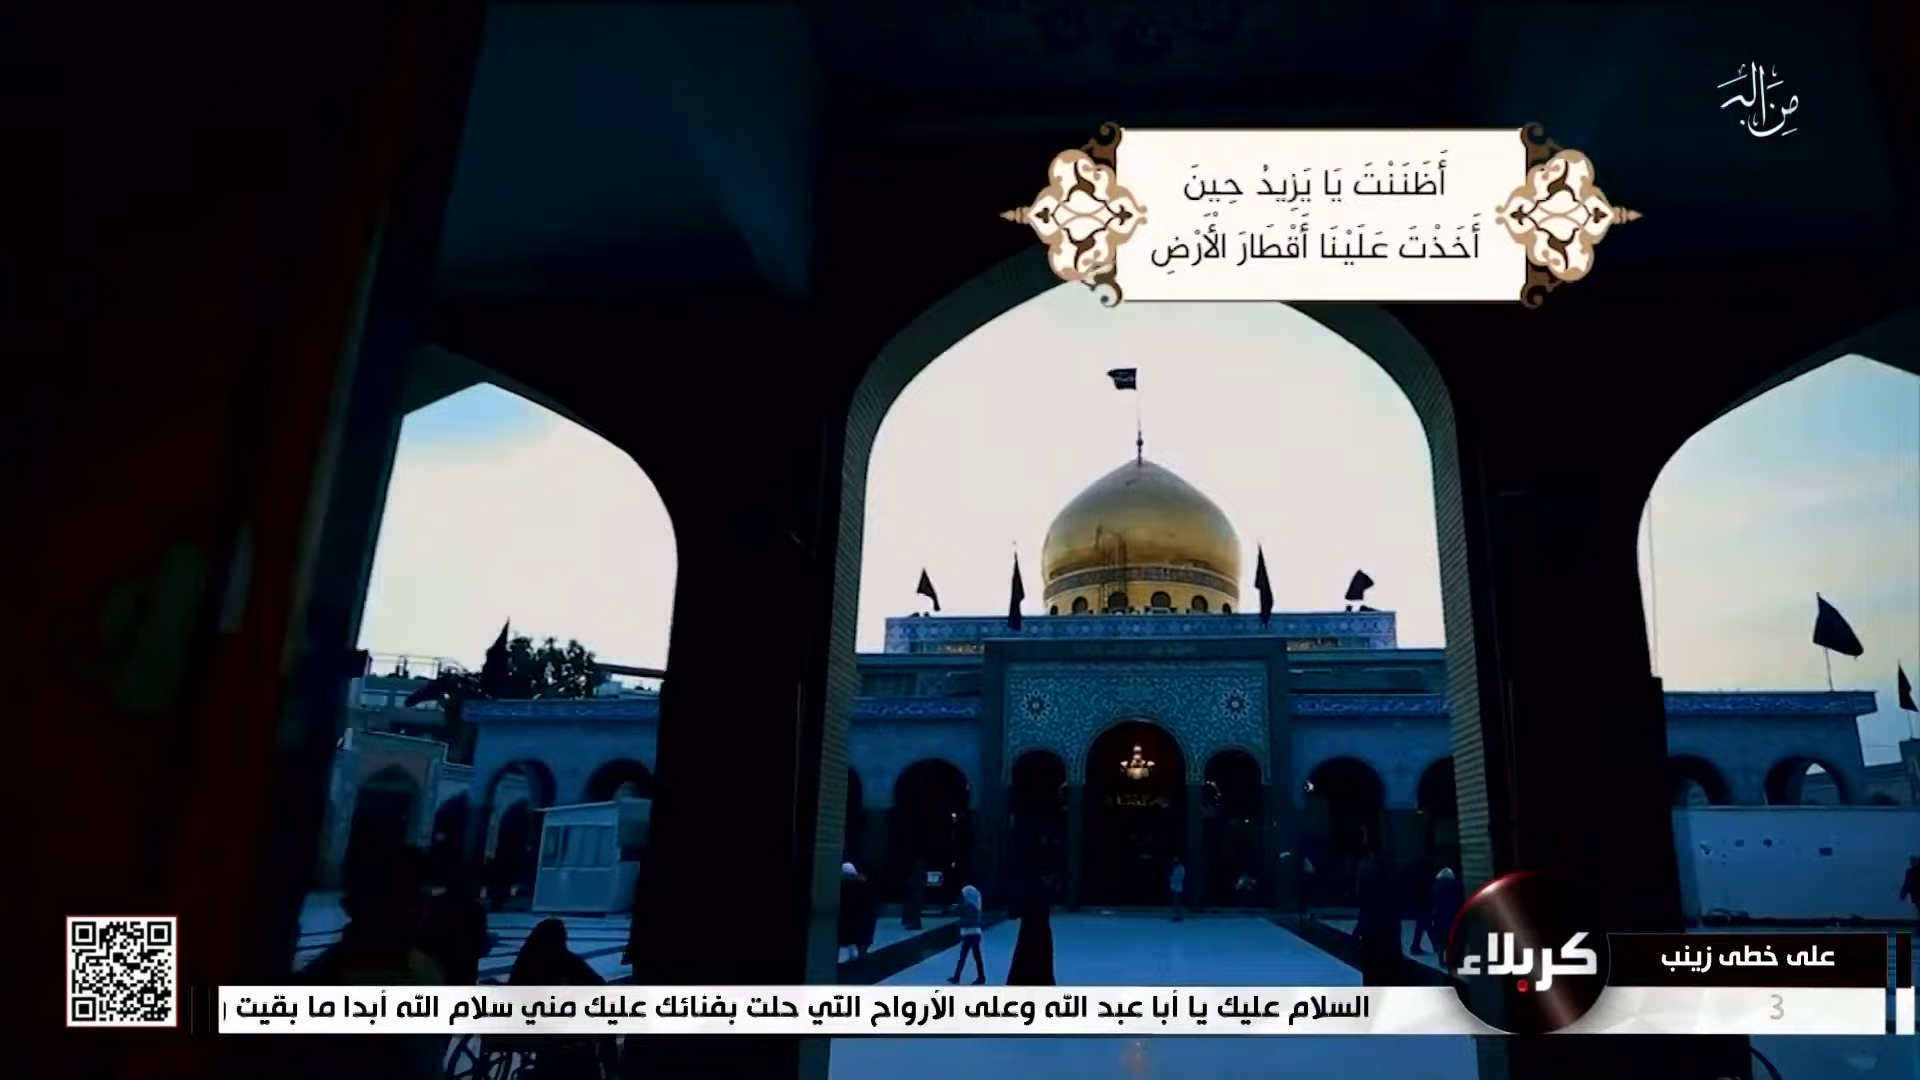 مِنَ الْبَ
أَظَنَنْتَ يَا يَزِيدُ حِينَ
أَخَذْتَ عَلَيْنَا أَقْطَارَ الْأَرْضِ
على خطى زينب
كربلاء
3
السلام عليك يا أبا عبد الله وعلى الأرواح التي حلت بفنائك عليك مني سلام الله أبدا ما بقيت و